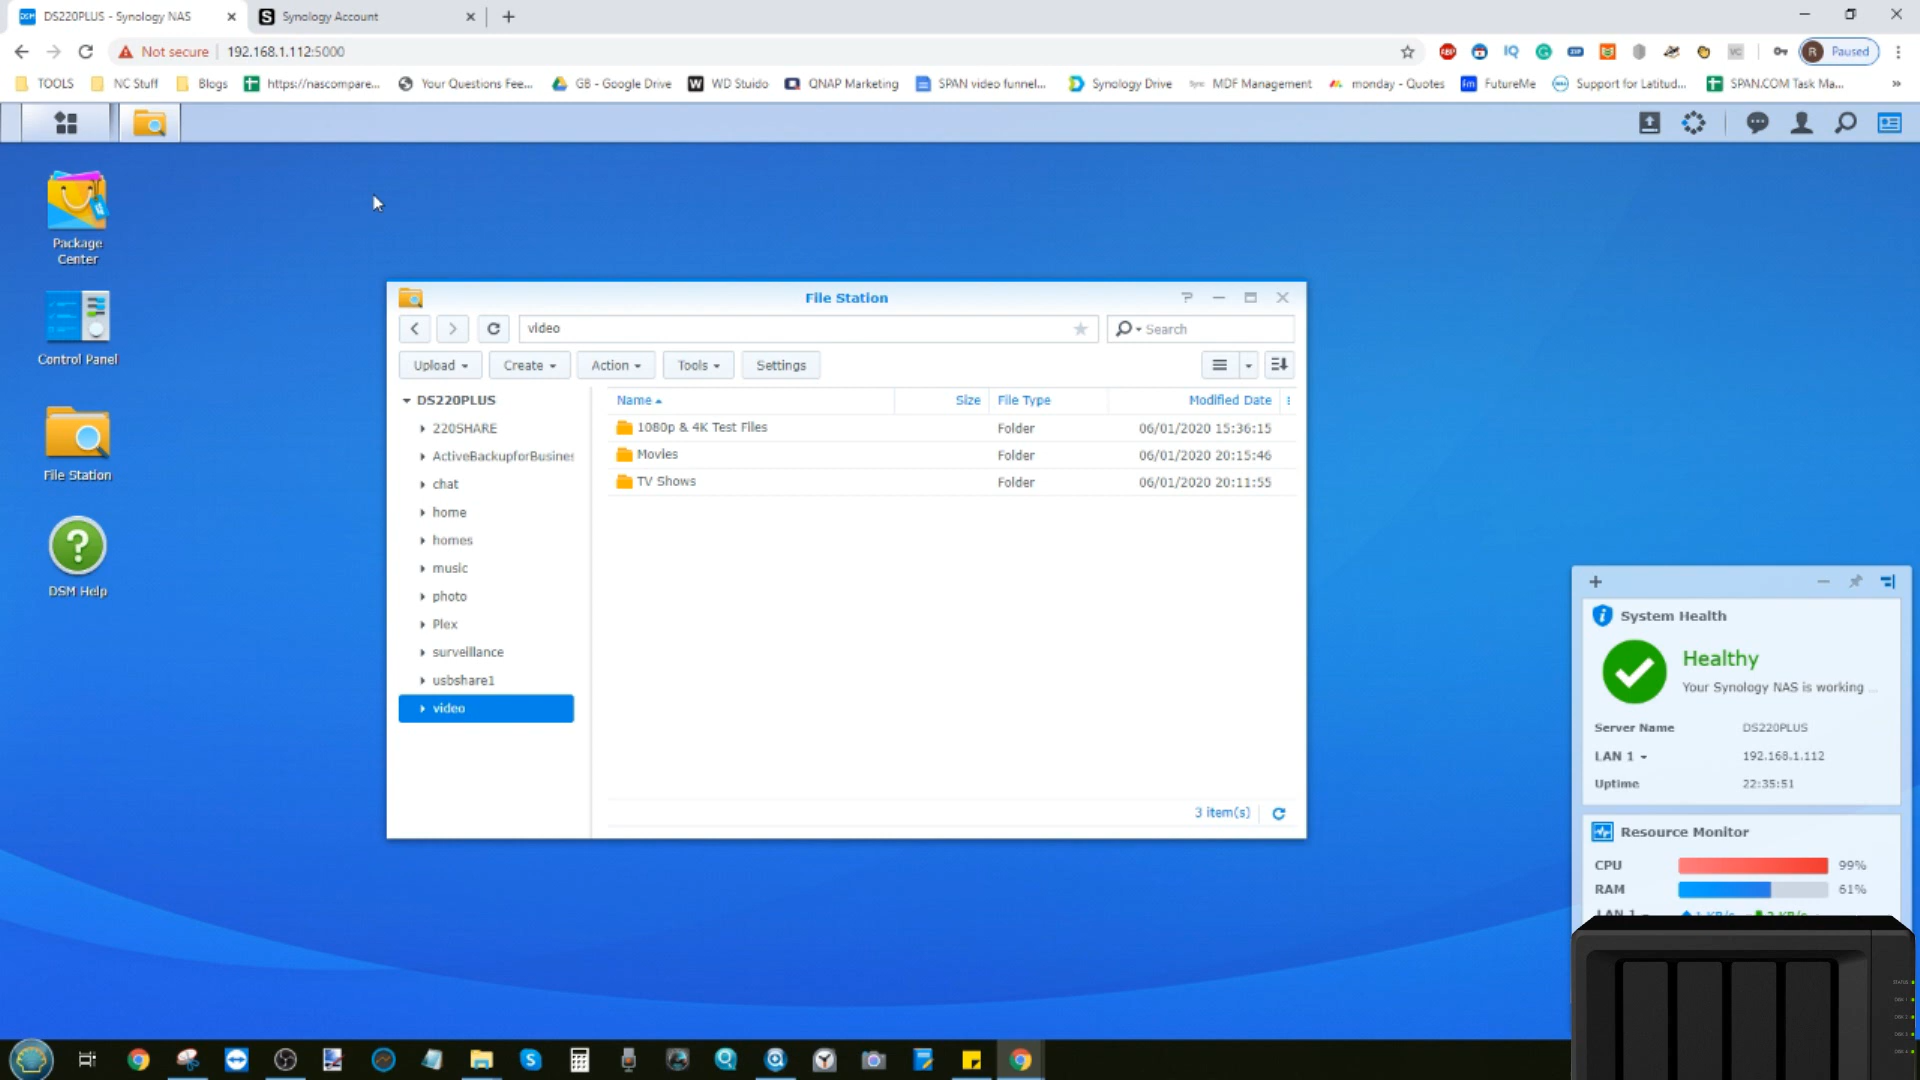 DS220PLUS - Synology NAS
Synology Account
Not secure
192.168.1.112:5000
Paused
TOOLS
NC Stuff
Blogs
https://nascompare...
Your Questions Fee...
GB - Google Drive
WD Stuido
QNAP Marketing
SPAN video funnel...
Synology Drive
MDF Management
monday - Quotes
FutureMe
Support for Latitud...
SPAN.COM Task Ma...
Package
Center
Control Panel
File Station
DSM Help
File Station
video
Search
Upload
Create
Action
Tools
Settings
DS220PLUS
220SHARE
ActiveBackupforBusines
chat
home
homes
music
photo
Plex
surveillance
usbshare1
video
Name Size File Type Modified Date
1080p & 4K Test Files Folder 06/01/2020 15:36:15
Movies Folder 06/01/2020 20:15:46
TV Shows Folder 06/01/2020 20:11:55
3 item(s)
System Health
Healthy
Your Synology NAS is working ...
Server Name DS220PLUS
LAN 1 192.168.1.112
Uptime 22:35:51
Resource Monitor
CPU 99%
RAM 61%
LAN 1 1 KB/s 2 KB/s